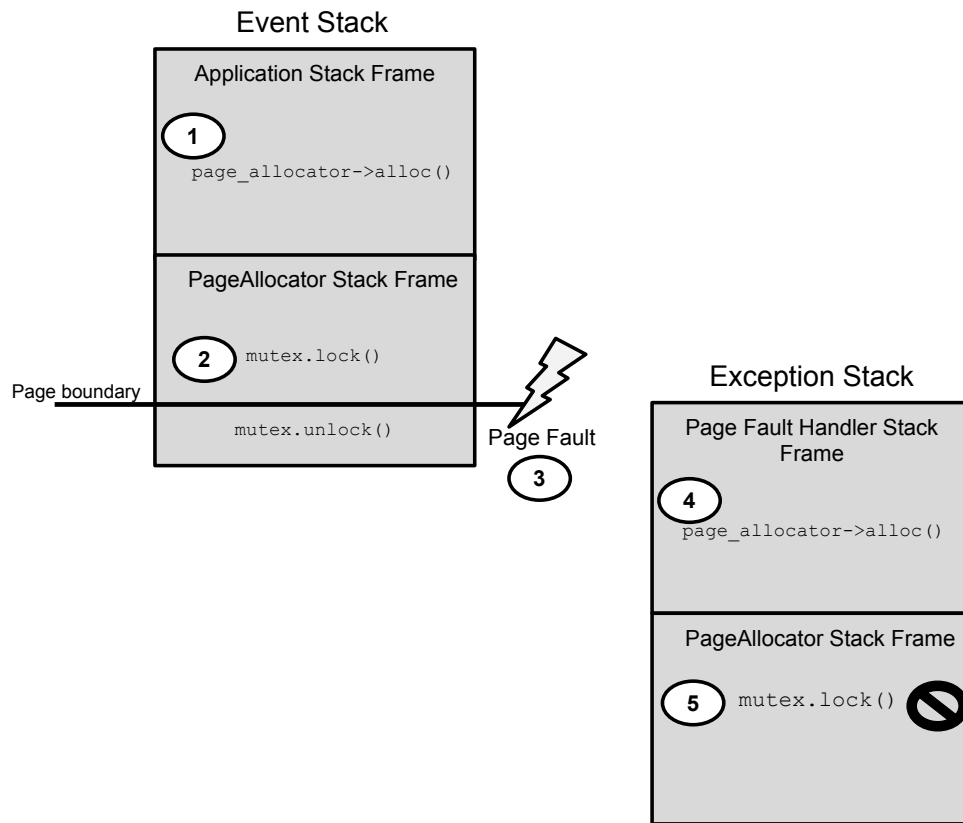 Event Stack
Application Stack Frame
1
page_allocator->alloc()
PageAllocator Stack Frame
2
mutex.lock()
Page boundary
mutex.unlock()
Page Fault
3
Exception Stack
Page Fault Handler Stack
Frame
4
page_allocator->alloc()
PageAllocator Stack Frame
5
mutex.lock()